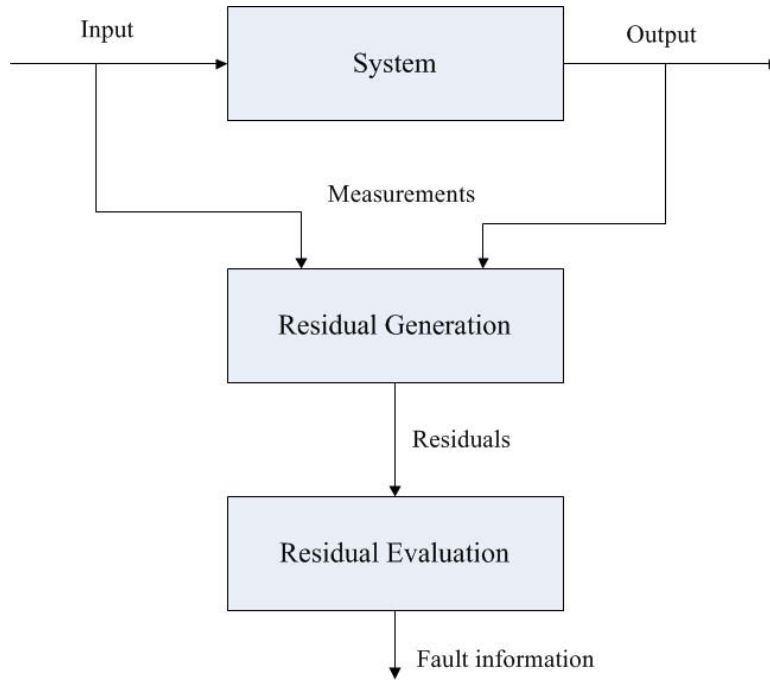 Input
System
Output
Measurements
Residual Generation
Residuals
Residual Evaluation
Fault information